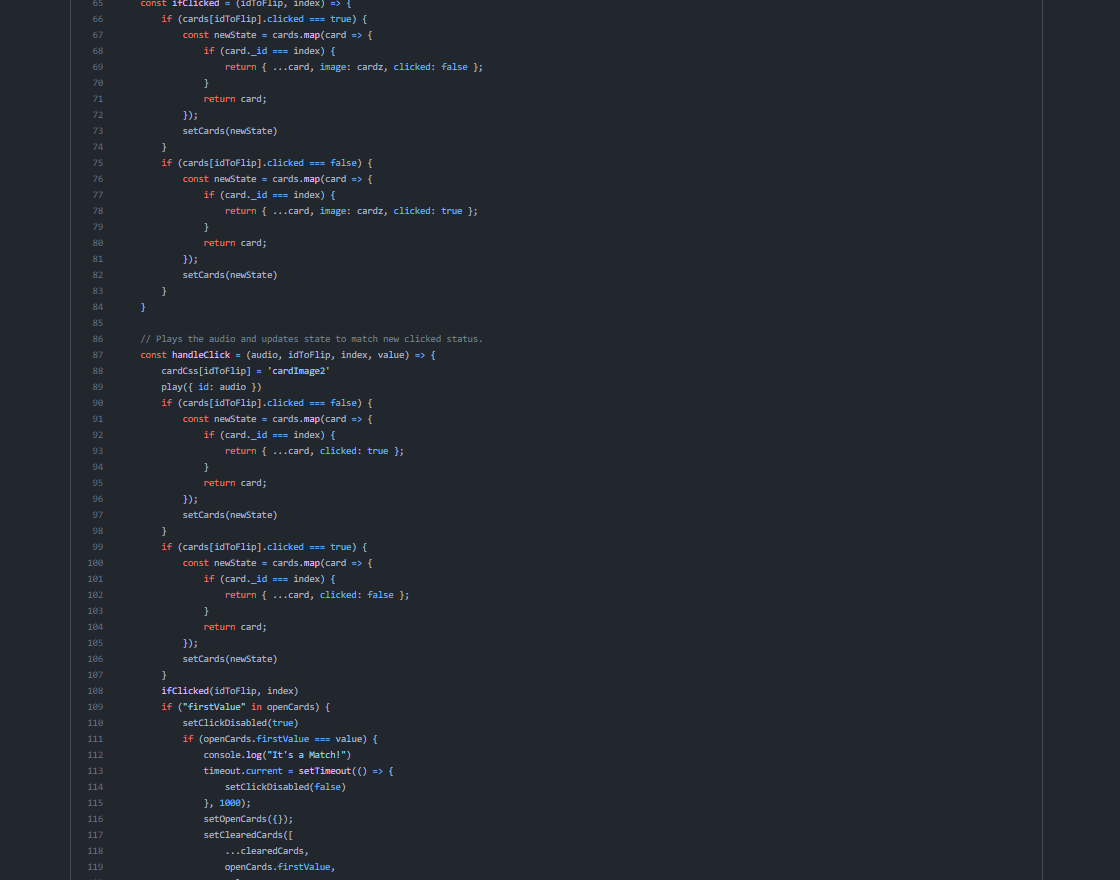 65 const ifClicked = (idToFlip, index) => {
66 if (cards[idToFlip].clicked === true) {
67 const newState = cards.map(card => {
68 if (card._id === index) {
69 return { ...card, image: cardz, clicked: false };
70 }
71 return card;
72 });
73 setCards(newState)
74 }
75 if (cards[idToFlip].clicked === false) {
76 const newState = cards.map(card => {
77 if (card._id === index) {
78 return { ...card, image: cardz, clicked: true };
79 }
80 return card;
81 });
82 setCards(newState)
83 }
84 }
85
86 // Plays the audio and updates state to match new clicked status.
87 const handleClick = (audio, idToFlip, index, value) => {
88 cardCss[idToFlip] = 'cardImage2'
89 play({ id: audio })
90 if (cards[idToFlip].clicked === false) {
91 const newState = cards.map(card => {
92 if (card._id === index) {
93 return { ...card, clicked: true };
94 }
95 return card;
96 });
97 setCards(newState)
98 }
99 if (cards[idToFlip].clicked === true) {
100 const newState = cards.map(card => {
101 if (card._id === index) {
102 return { ...card, clicked: false };
103 }
104 return card;
105 });
106 setCards(newState)
107 }
108 ifClicked(idToFlip, index)
109 if ("firstValue" in openCards) {
110 setClickDisabled(true)
111 if (openCards.firstValue === value) {
112 console.log("It's a Match!")
113 timeout.current = setTimeout(() => {
114 setClickDisabled(false)
115 }, 1000);
116 setOpenCards({});
117 setClearedCards([
118 ...clearedCards,
119 openCards.firstValue,